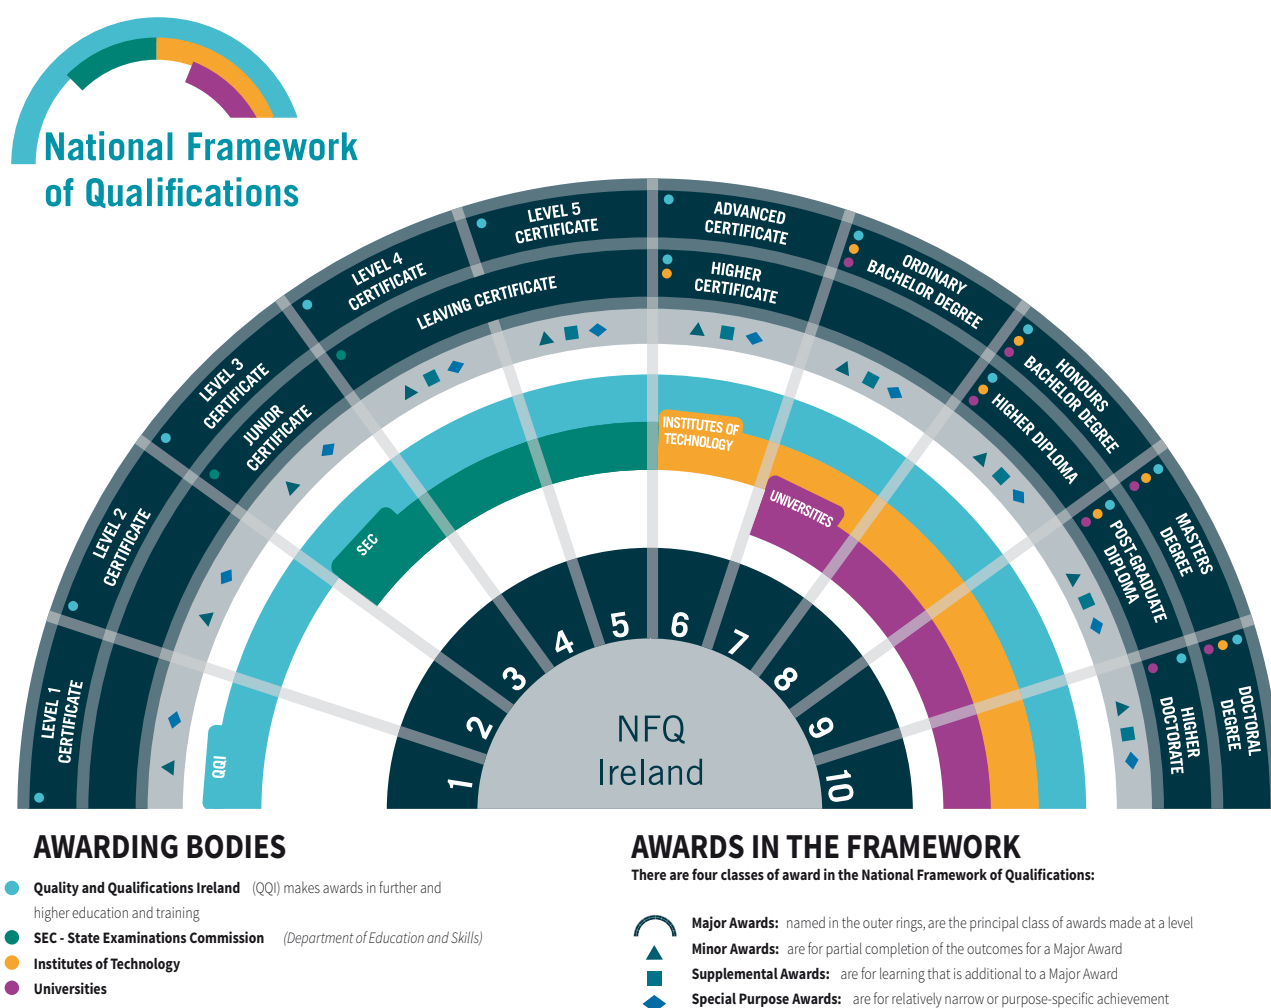 National Framework
of Qualifications
LEVEL 1
CERTIFICATE
LEVEL 2
CERTIFICATE
LEVEL 3
CERTIFICATE
JUNIOR
CERTIFICATE
LEVEL 4
CERTIFICATE
LEVEL 5
CERTIFICATE
LEAVING CERTIFICATE
ADVANCED
CERTIFICATE
HIGHER
CERTIFICATE
ORDINARY
BACHELOR DEGREE
HONOURS
BACHELOR DEGREE
HIGHER DIPLOMA
MASTERS
DEGREE
POST-GRADUATE
DIPLOMA
DOCTORAL
DEGREE
HIGHER
DOCTORATE
QQI
SEC
INSTITUTES OF
TECHNOLOGY
UNIVERSITIES
1
2
3
4
5
6
7
8
9
10
NFQ
Ireland
AWARDING BODIES
Quality and Qualifications Ireland (QQI) makes awards in further and
higher education and training
SEC - State Examinations Commission (Department of Education and Skills)
Institutes of Technology
Universities
AWARDS IN THE FRAMEWORK
There are four classes of award in the National Framework of Qualifications:
Major Awards: named in the outer rings, are the principal class of awards made at a level
Minor Awards: are for partial completion of the outcomes for a Major Award
Supplemental Awards: are for learning that is additional to a Major Award
Special Purpose Awards: are for relatively narrow or purpose-specific achievement